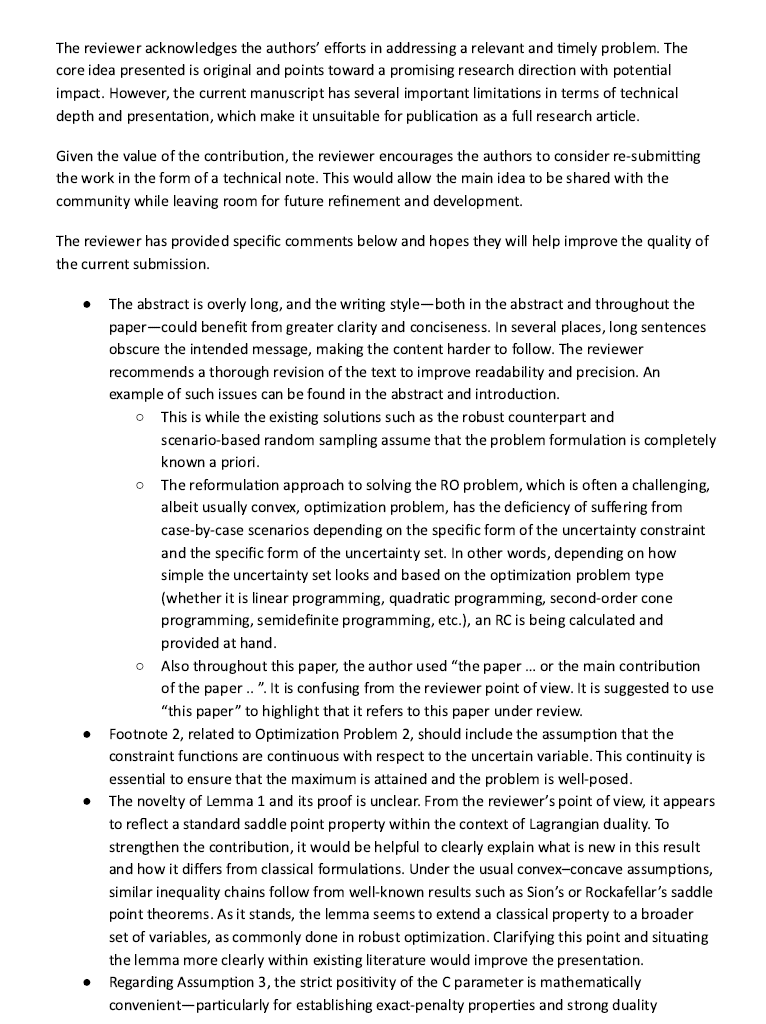 The reviewer acknowledges the authors’ efforts in addressing a relevant and timely problem. The
core idea presented is original and points toward a promising research direction with potential
impact. However, the current manuscript has several important limitations in terms of technical
depth and presentation, which make it unsuitable for publication as a full research article.
Given the value of the contribution, the reviewer encourages the authors to consider re-submitting
the work in the form of a technical note. This would allow the main idea to be shared with the
community while leaving room for future refinement and development.
The reviewer has provided specific comments below and hopes they will help improve the quality of
the current submission.
● The abstract is overly long, and the writing style—both in the abstract and throughout the
paper—could benefit from greater clarity and conciseness. In several places, long sentences
obscure the intended message, making the content harder to follow. The reviewer
recommends a thorough revision of the text to improve readability and precision. An
example of such issues can be found in the abstract and introduction.
○ This is while the existing solutions such as the robust counterpart and
scenario-based random sampling assume that the problem formulation is completely
known a priori.
○ The reformulation approach to solving the RO problem, which is often a challenging,
albeit usually convex, optimization problem, has the deficiency of suffering from
case-by-case scenarios depending on the specific form of the uncertainty constraint
and the specific form of the uncertainty set. In other words, depending on how
simple the uncertainty set looks and based on the optimization problem type
(whether it is linear programming, quadratic programming, second-order cone
programming, semidefinite programming, etc.), an RC is being calculated and
provided at hand.
○ Also throughout this paper, the author used “the paper ... or the main contribution
of the paper .. ”. It is confusing from the reviewer point of view. It is suggested to use
“this paper” to highlight that it refers to this paper under review.
● Footnote 2, related to Optimization Problem 2, should include the assumption that the
constraint functions are continuous with respect to the uncertain variable. This continuity is
essential to ensure that the maximum is attained and the problem is well-posed.
● The novelty of Lemma 1 and its proof is unclear. From the reviewer’s point of view, it appears
to reflect a standard saddle point property within the context of Lagrangian duality. To
strengthen the contribution, it would be helpful to clearly explain what is new in this result
and how it differs from classical formulations. Under the usual convex–concave assumptions,
similar inequality chains follow from well-known results such as Sion’s or Rockafellar’s saddle
point theorems. As it stands, the lemma seems to extend a classical property to a broader
set of variables, as commonly done in robust optimization. Clarifying this point and situating
the lemma more clearly within existing literature would improve the presentation.
● Regarding Assumption 3, the strict positivity of the C parameter is mathematically
convenient—particularly for establishing exact-penalty properties and strong duality